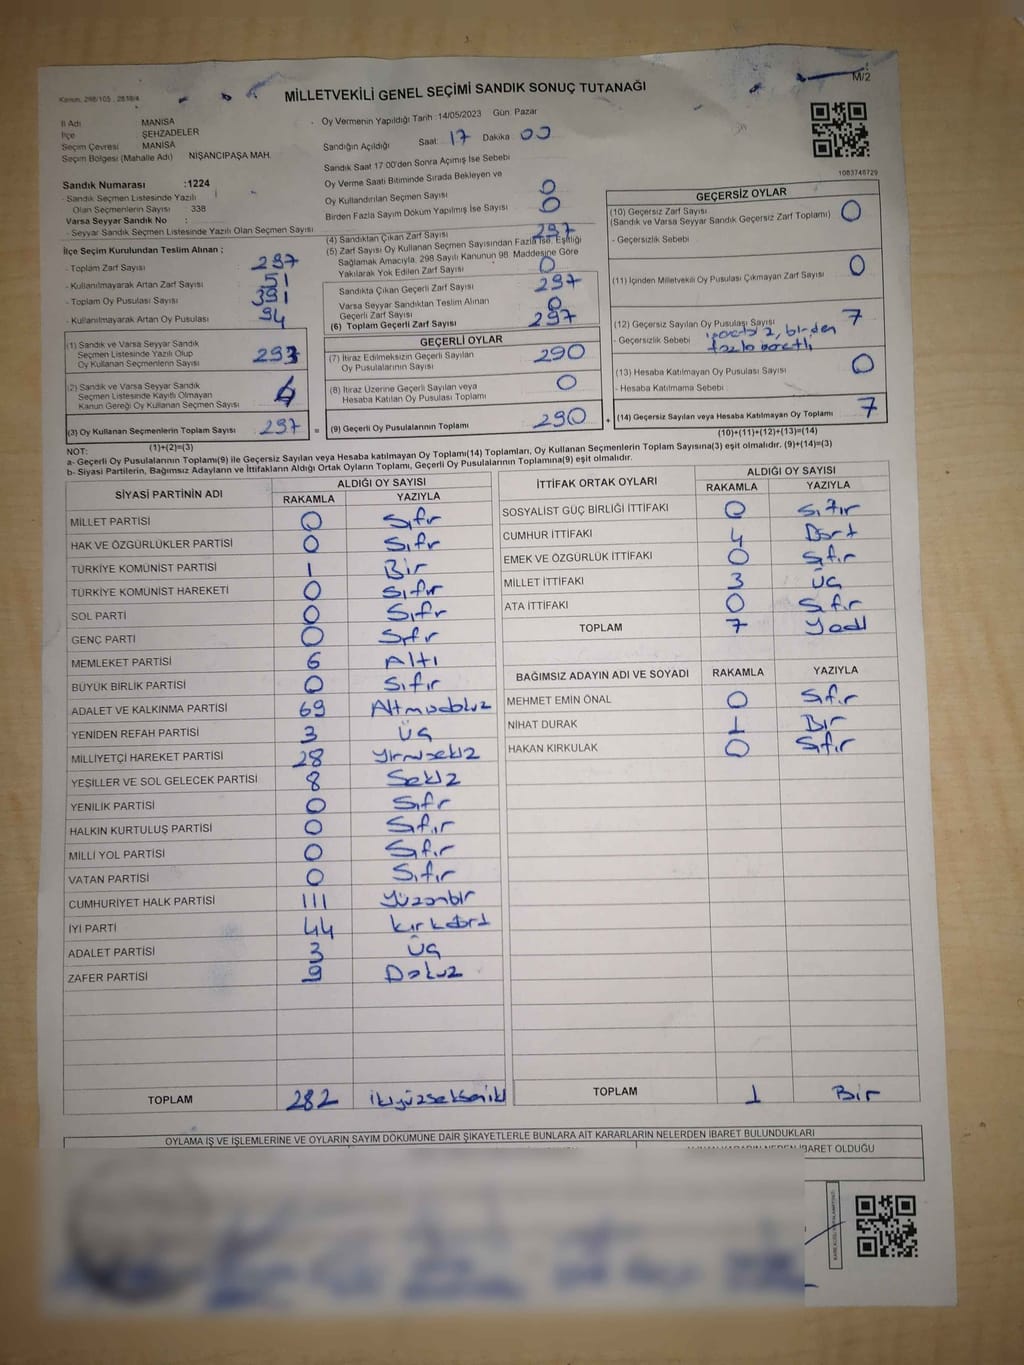 M/2
Kanun, 298/105, 2839/4
MİLLETVEKİLİ GENEL SEÇİMİ SANDIK SONUÇ TUTANAĞI
İl Adı MANİSA
İlçe ŞEHZADELER
Seçim Çevresi MANİSA
Seçim Bölgesi (Mahalle Adı) NİŞANCIPAŞA MAH.
Sandık Numarası :1224
- Sandık Seçmen Listesinde Yazılı
Olan Seçmenlerin Sayısı 338
Varsa Seyyar Sandık No :
- Seyyar Sandık Seçmen Listesinde Yazılı Olan Seçmen Sayısı
İlçe Seçim Kurulundan Teslim Alınan ;
- Toplam Zarf Sayısı
- Kullanılmayarak Artan Zarf Sayısı 51
- Toplam Oy Pusulası Sayısı 391
- Kullanılmayarak Artan Oy Pusulası 94
(1) Sandık ve Varsa Seyyar Sandık
Seçmen Listesinde Yazılı Olup
Oy Kullanan Seçmenlerin Sayısı
(2) Sandık ve Varsa Seyyar Sandık
Seçmen Listesinde Kayıtlı Olmayan
Kanun Gereği Oy Kullanan Seçmen Sayısı
(3) Oy Kullanan Seçmenlerin Toplam Sayısı 297
(1)+(2)=(3)
Oy Vermenin Yapıldığı Tarih :14/05/2023 Gün: Pazar
Sandığın Açıldığı Saat: 17 Dakika 00
Sandık Saat 17:00'den Sonra Açımış İse Sebebi
Oy Verme Saati Bitiminde Sırada Bekleyen ve
Oy Kullandırılan Seçmen Sayısı 0
Birden Fazla Sayım Döküm Yapılmış İse Sayısı 0
(4) Sandıktan Çıkan Zarf Sayısı 297
(5) Zarf Sayısı Oy Kullanan Seçmen Sayısından Fazla İse, Eşitliği
Sağlamak Amacıyla, 298 Sayılı Kanunun 98. Maddesine Göre
Yakılarak Yok Edilen Zarf Sayısı 0
Sandıkta Çıkan Geçerli Zarf Sayısı 297
Varsa Seyyar Sandıktan Teslim Alınan
Geçerli Zarf Sayısı 0
(6) Toplam Geçerli Zarf Sayısı 297
GEÇERLİ OYLAR
(7) İtiraz Edilmeksizin Geçerli Sayılan
Oy Pusulalarının Sayısı 290
(8) İtiraz Üzerine Geçerli Sayılan veya
Hesaba Katılan Oy Pusulası Toplamı 0
= (9) Geçerli Oy Pusulalarının Toplamı 290
1083748729
GEÇERSİZ OYLAR
(10) Geçersiz Zarf Sayısı 0
(Sandık ve Varsa Seyyar Sandık Geçersiz Zarf Toplamı)
- Geçersizlik Sebebi
(11) İçinden Milletvekili Oy Pusulası Çıkmayan Zarf Sayısı 0
(12) Geçersiz Sayılan Oy Pusulası Sayısı 7
- Geçersizlik Sebebi birden
fazla
(13) Hesaba Katılmayan Oy Pusulası Sayısı 0
- Hesaba Katılmama Sebebi
+ (14) Geçersiz Sayılan veya Hesaba Katılmayan Oy Toplamı 7
(10)+(11)+(12)+(13)=(14)
NOT:
a- Geçerli Oy Pusulalarının Toplam(9) ile Geçersiz Sayılan veya Hesaba katılmayan Oy Toplamı(14) Toplamları, Oy Kullanan Seçmenlerin Toplam Sayısına(3) eşit olmalıdır. (9)+(14)=(3)
b- Siyasi Partilerin, Bağımsız Adayların ve İttifakların Aldığı Ortak Oyların Toplamı, Geçerli Oy Pusulalarının Toplamına(9) eşit olmalıdır.
SİYASİ PARTİNİN ADI ALDIĞI OY SAYISI
RAKAMLA YAZIYLA
MİLLET PARTİSİ 0 Sıfır
HAK VE ÖZGÜRLÜKLER PARTİSİ 0 Sıfır
TÜRKİYE KOMÜNİST PARTİSİ 1 Bir
TÜRKİYE KOMÜNİST HAREKETİ 0 Sıfır
SOL PARTİ 0 Sıfır
GENÇ PARTİ 0 Sıfır
MEMLEKET PARTİSİ 6 Altı
BÜYÜK BİRLİK PARTİSİ 0 Sıfır
ADALET VE KALKINMA PARTİSİ 69 Altmışdokuz
YENİDEN REFAH PARTİSİ 3 Üç
MİLLİYETÇİ HAREKET PARTİSİ 28 Yirmisekiz
YEŞİLLER VE SOL GELECEK PARTİSİ 8 Sekiz
YENİLİK PARTİSİ 0 Sıfır
HALKIN KURTULUŞ PARTİSİ 0 Sıfır
MİLLİ YOL PARTİSİ 0 Sıfır
VATAN PARTİSİ 0 Sıfır
CUMHURİYET HALK PARTİSİ 111 Yüzonbir
İYİ PARTİ 44 Kırkdört
ADALET PARTİSİ 3 Üç
ZAFER PARTİSİ 9 Dokuz
TOPLAM 282 İkiyüzsekseniki
İTTİFAK ORTAK OYLARI ALDIĞI OY SAYISI
RAKAMLA YAZIYLA
SOSYALİST GÜÇ BİRLİĞİ İTTİFAKI 0 Sıfır
CUMHUR İTTİFAKI 4 Dört
EMEK VE ÖZGÜRLÜK İTTİFAKI 0 Sıfır
MİLLET İTTİFAKI 3 Üç
ATA İTTİFAKI 0 Sıfır
TOPLAM 7 Yedi
BAĞIMSIZ ADAYIN ADI VE SOYADI RAKAMLA YAZIYLA
MEHMET EMİN ÖNAL 0 Sıfır
NİHAT DURAK 1 Bir
HAKAN KIRKULAK 0 Sıfır
TOPLAM 1 Bir
OYLAMA İŞ VE İŞLEMLERİNE VE OYLARIN SAYIM DÖKÜMÜNE DAİR ŞİKAYETLERLE BUNLARA AİT KARARLARIN NELERDEN İBARET BULUNDUKLARI
İBARET OLDUĞU